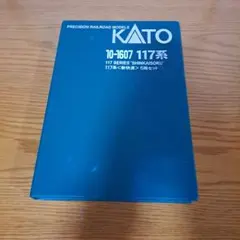 PRECISION RAILROAD MODELS
KATO
10-1607 117系
117 SERIES "SHINKAISOKU"
117系<新快速> 6両セット